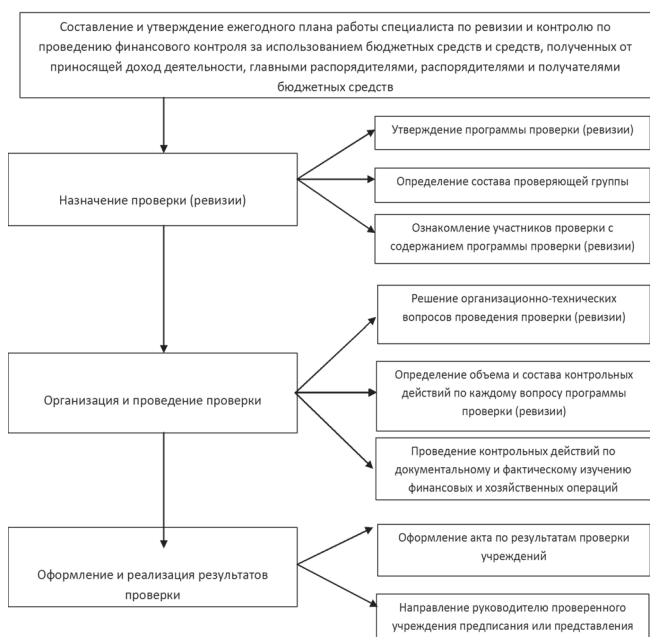 Составление и утверждение ежегодного плана работы специалиста по ревизии и контролю по
проведению финансового контроля за использованием бюджетных средств и средств, полученных от
приносящей доход деятельности, главными распорядителями, распорядителями и получателями
бюджетных средств
Назначение проверки (ревизии)
Утверждение программы проверки (ревизии)
Определение состава проверяющей группы
Ознакомление участников проверки с
содержанием программы проверки (ревизии)
Организация и проведение проверки
Решение организационно-технических
вопросов проведения проверки (ревизии)
Определение объема и состава контрольных
действий по каждому вопросу программы
проверки (ревизии)
Проведение контрольных действий по
документальному и фактическому изучению
финансовых и хозяйственных операций
Оформление и реализация результатов
проверки
Оформление акта по результатам проверки
учреждений
Направление руководителю проверенного
учреждения предписания или представления